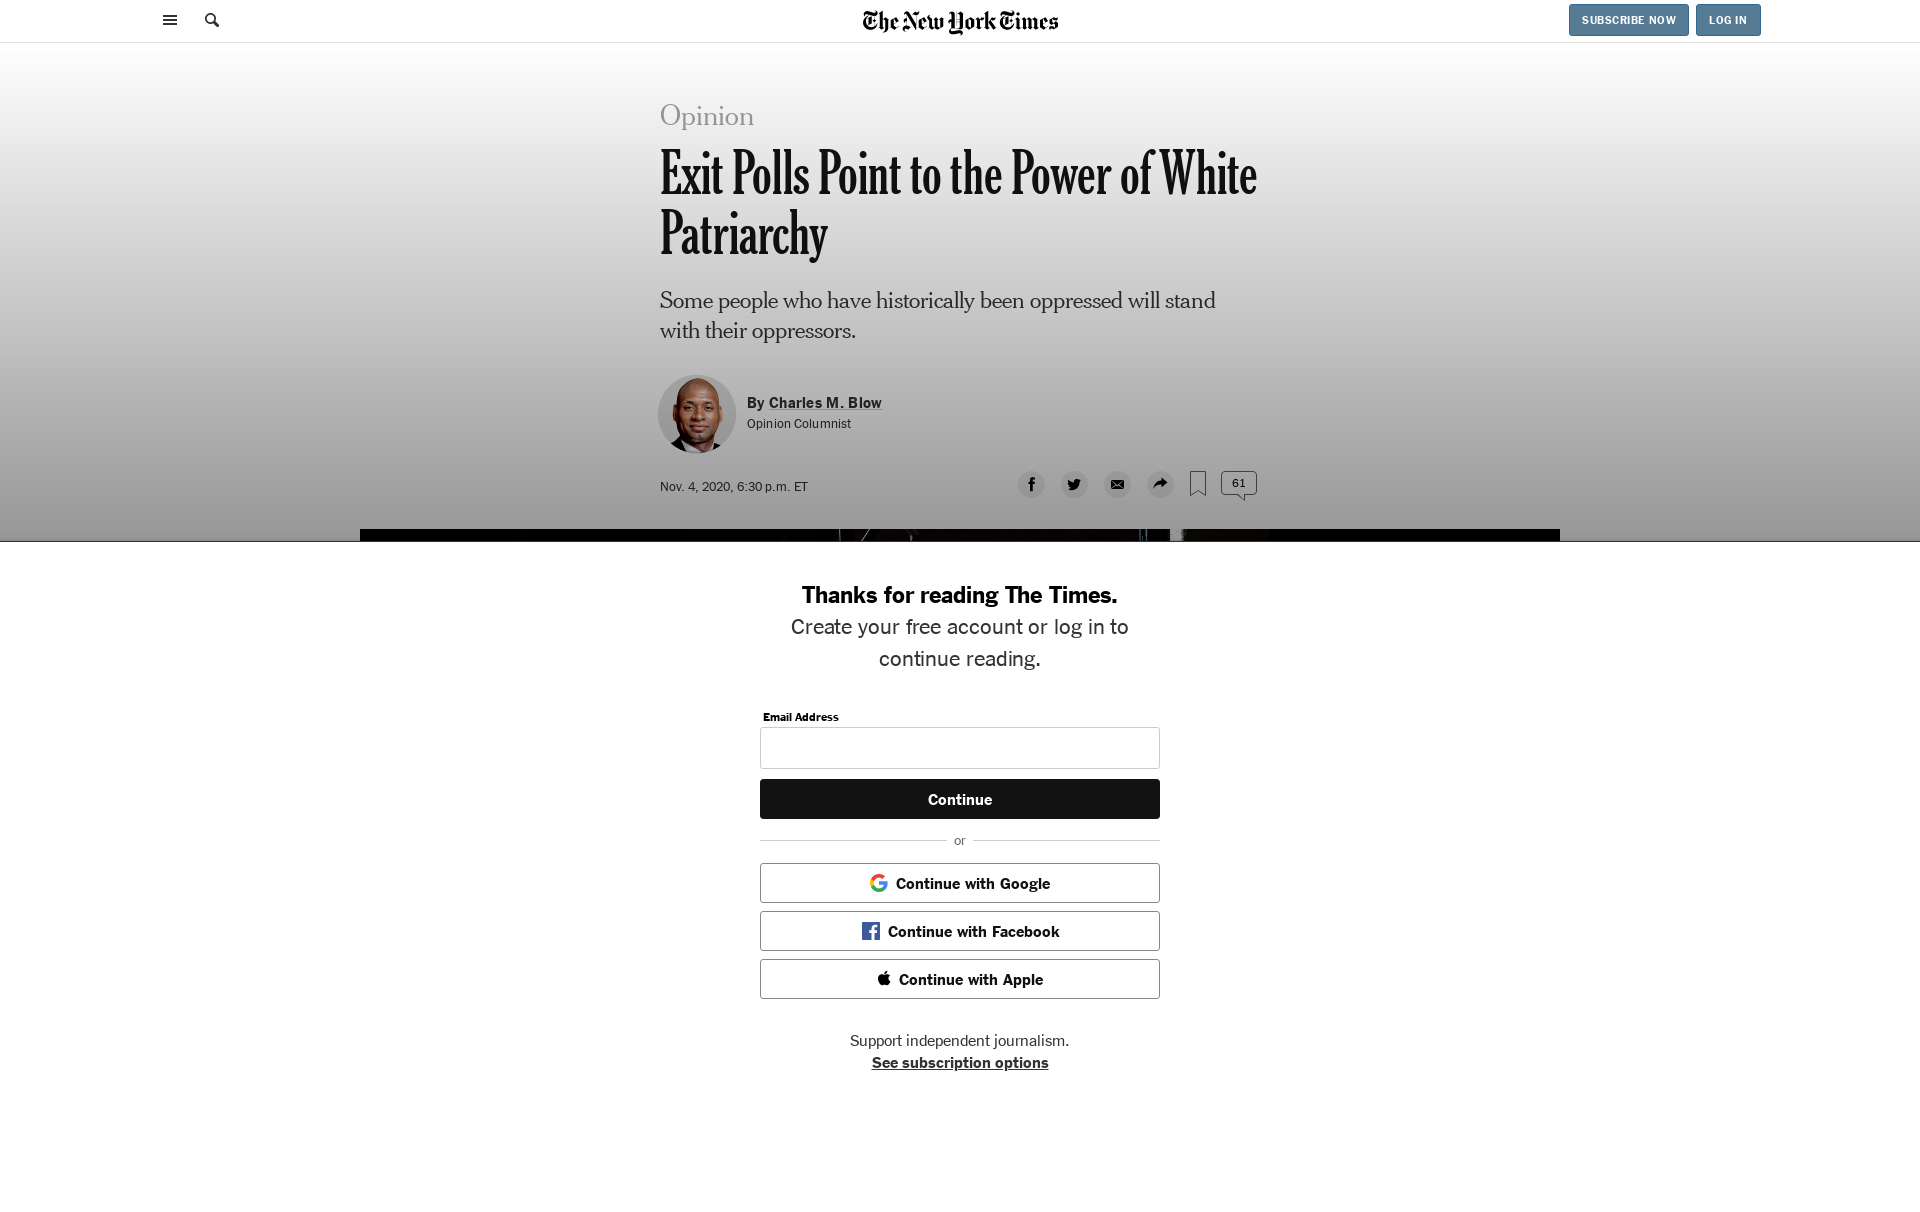 The New York Times
SUBSCRIBE NOW
LOG IN
Opinion
Exit Polls Point to the Power of White
Patriarchy
Some people who have historically been oppressed will stand
with their oppressors.
By Charles M. Blow
Opinion Columnist
Nov. 4, 2020, 6:30 p.m. ET
61
Thanks for reading The Times.
Create your free account or log in to
continue reading.
Email Address
Continue
or
Continue with Google
Continue with Facebook
Continue with Apple
Support independent journalism.
See subscription options